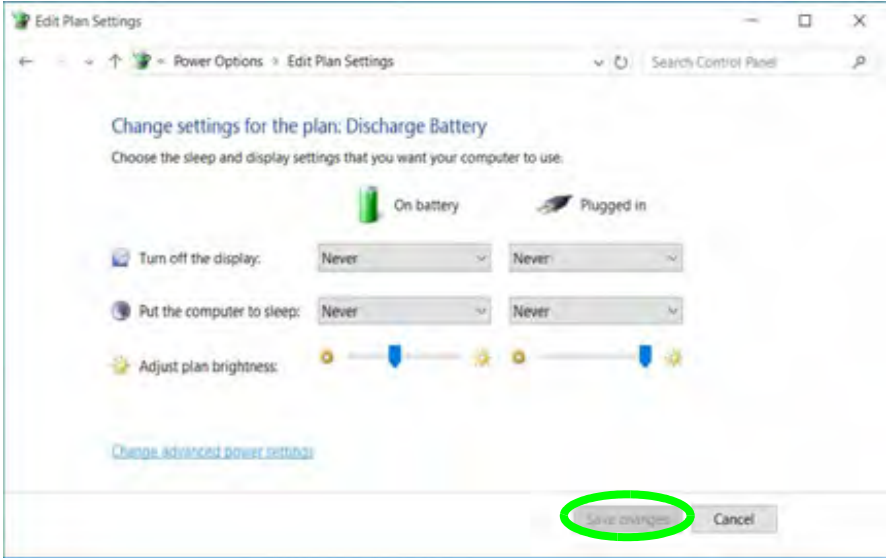 Edit Plan Settings
Power Options > Edit Plan Settings Search Control Panel
Change settings for the plan: Discharge Battery
Choose the sleep and display settings that you want your computer to use.
On battery Plugged in
Turn off the display: Never Never
Put the computer to sleep: Never Never
Adjust plan brightness:
Change advanced power settings
Save changes Cancel